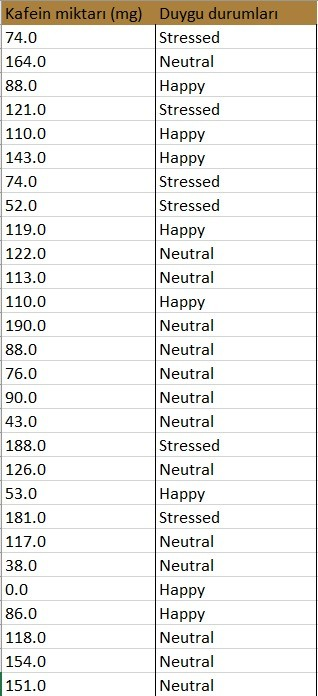 Kafein miktarı (mg) Duygu durumları
74.0 Stressed
164.0 Neutral
88.0 Happy
121.0 Stressed
110.0 Happy
143.0 Happy
74.0 Stressed
52.0 Stressed
119.0 Happy
122.0 Neutral
113.0 Neutral
110.0 Happy
190.0 Neutral
88.0 Neutral
76.0 Neutral
90.0 Neutral
43.0 Neutral
188.0 Stressed
126.0 Neutral
53.0 Happy
181.0 Stressed
117.0 Neutral
38.0 Neutral
0.0 Happy
86.0 Happy
118.0 Neutral
154.0 Neutral
151.0 Neutral